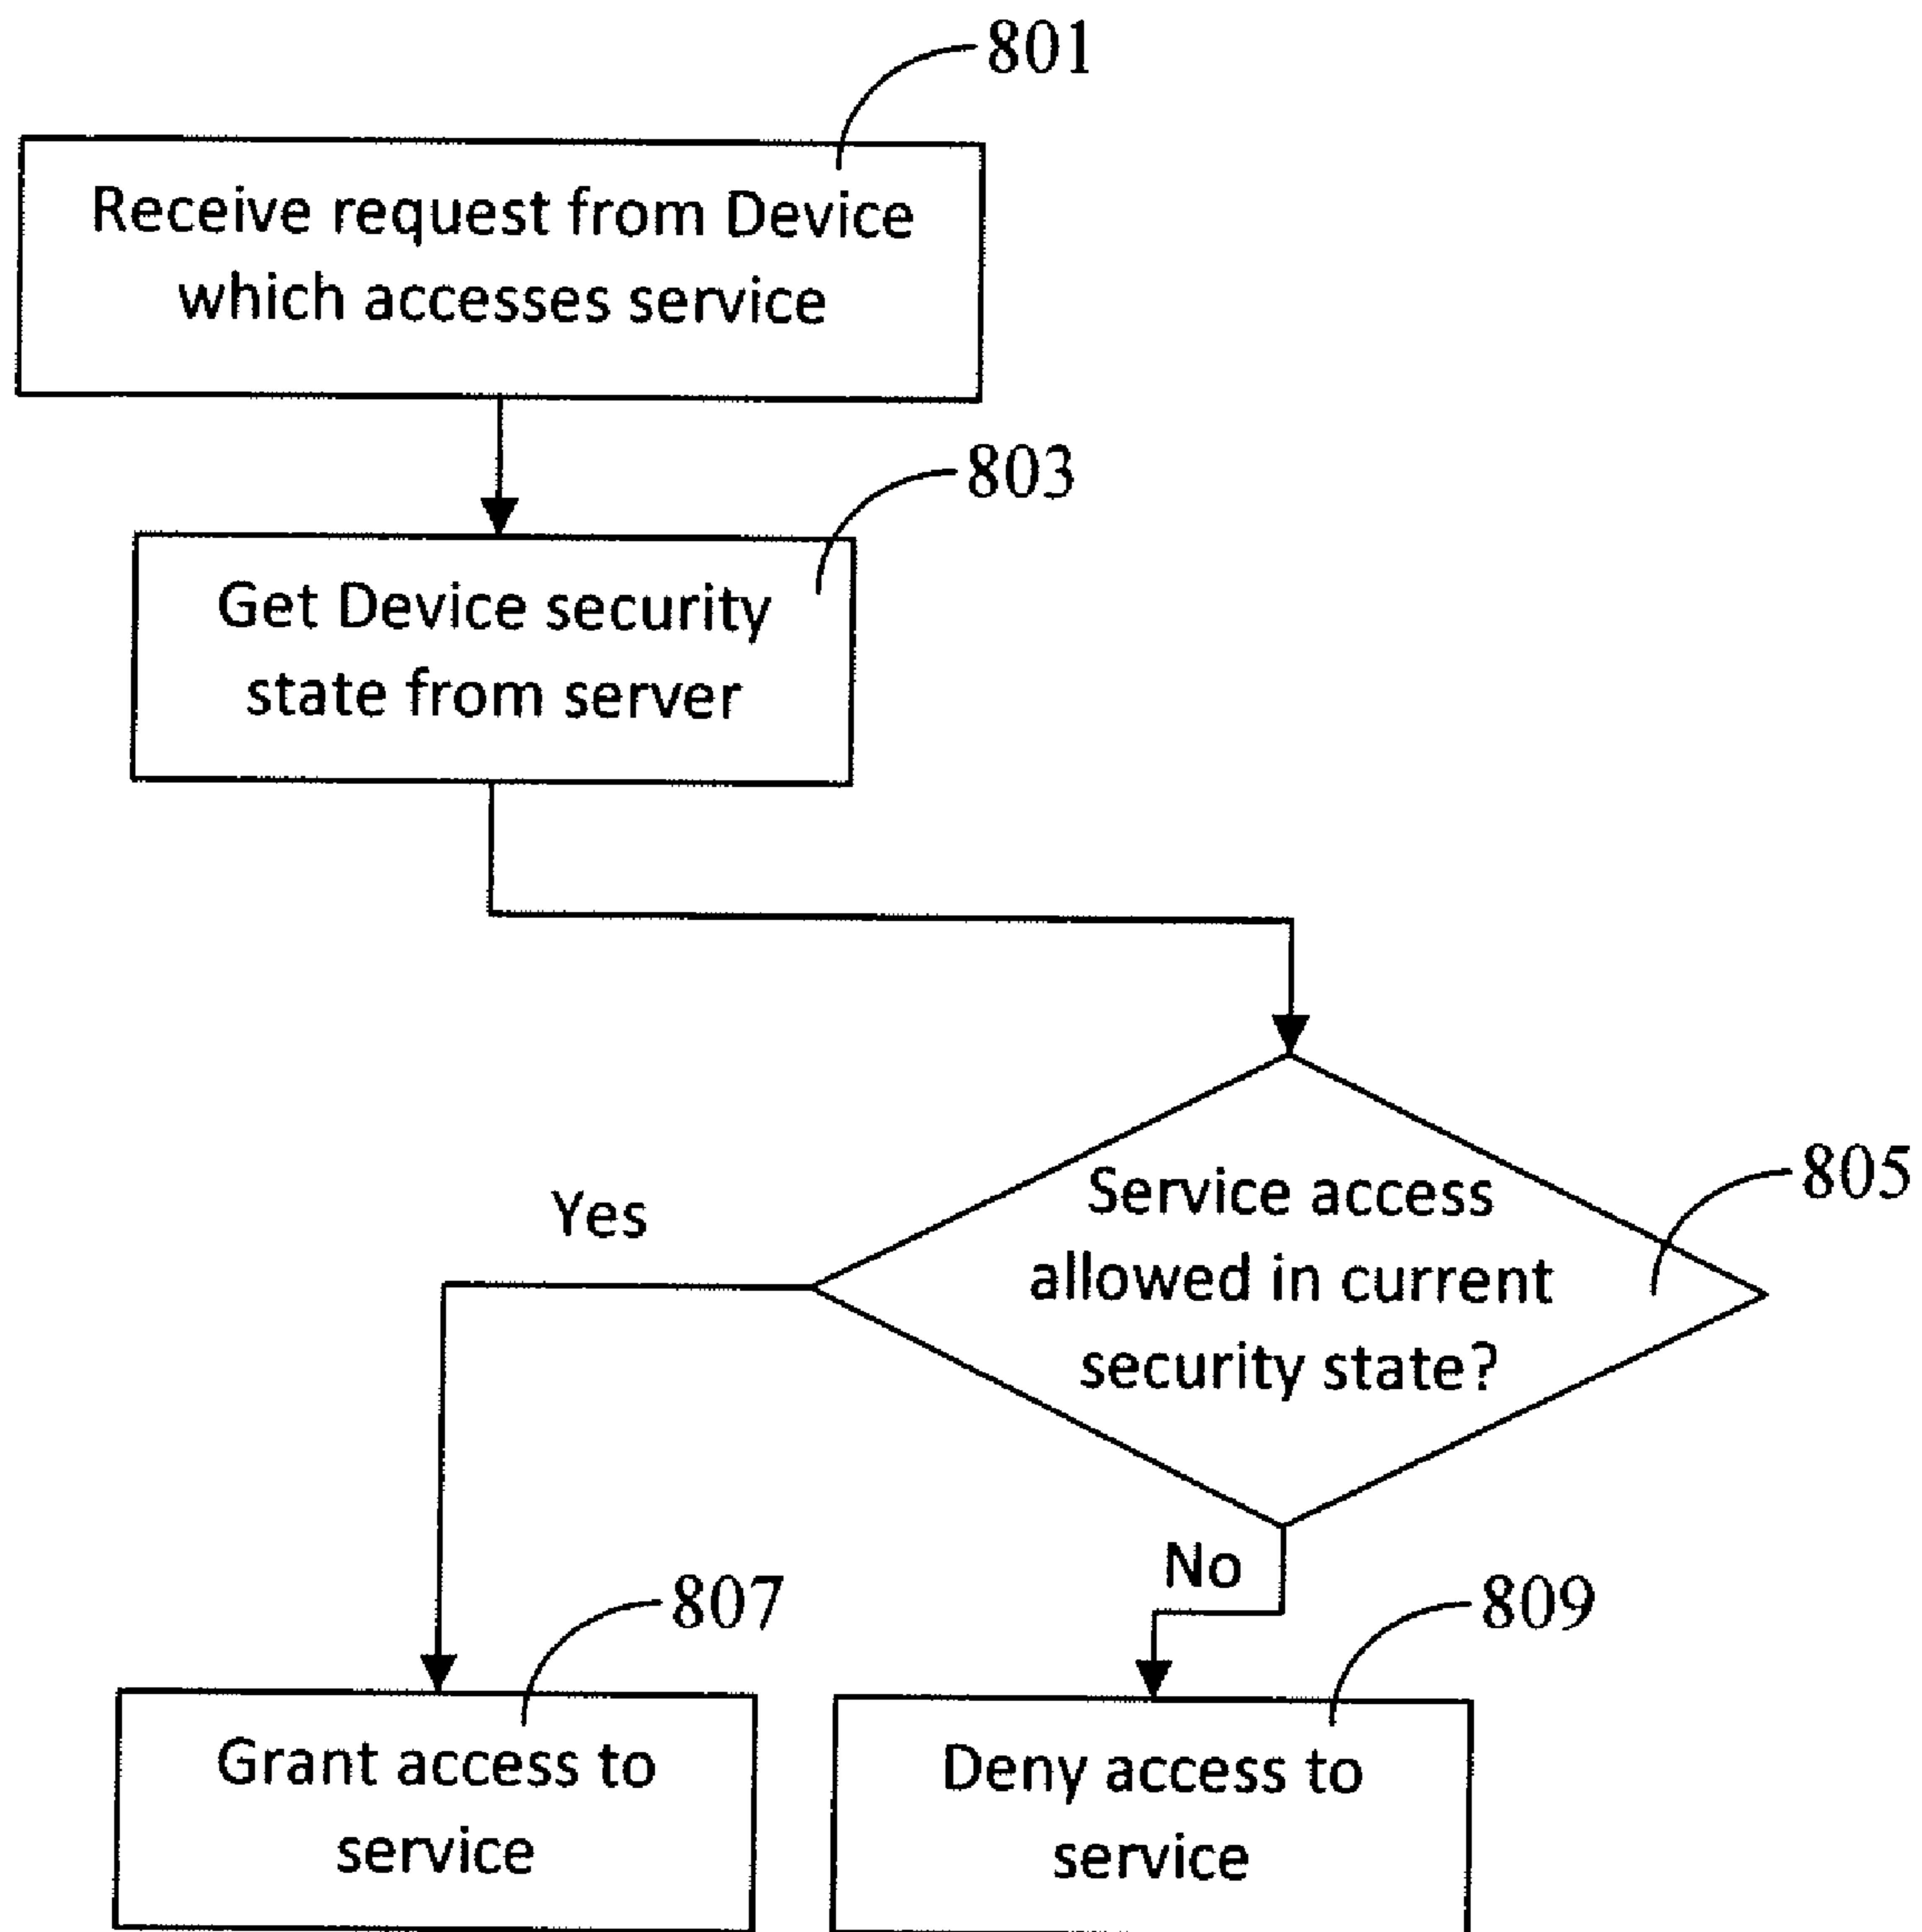 801
Receive request from Device
which accesses service
803
Get Device security
state from server
805
Service access
allowed in current
security state?
Yes
No
807
Grant access to
service
809
Deny access to
service